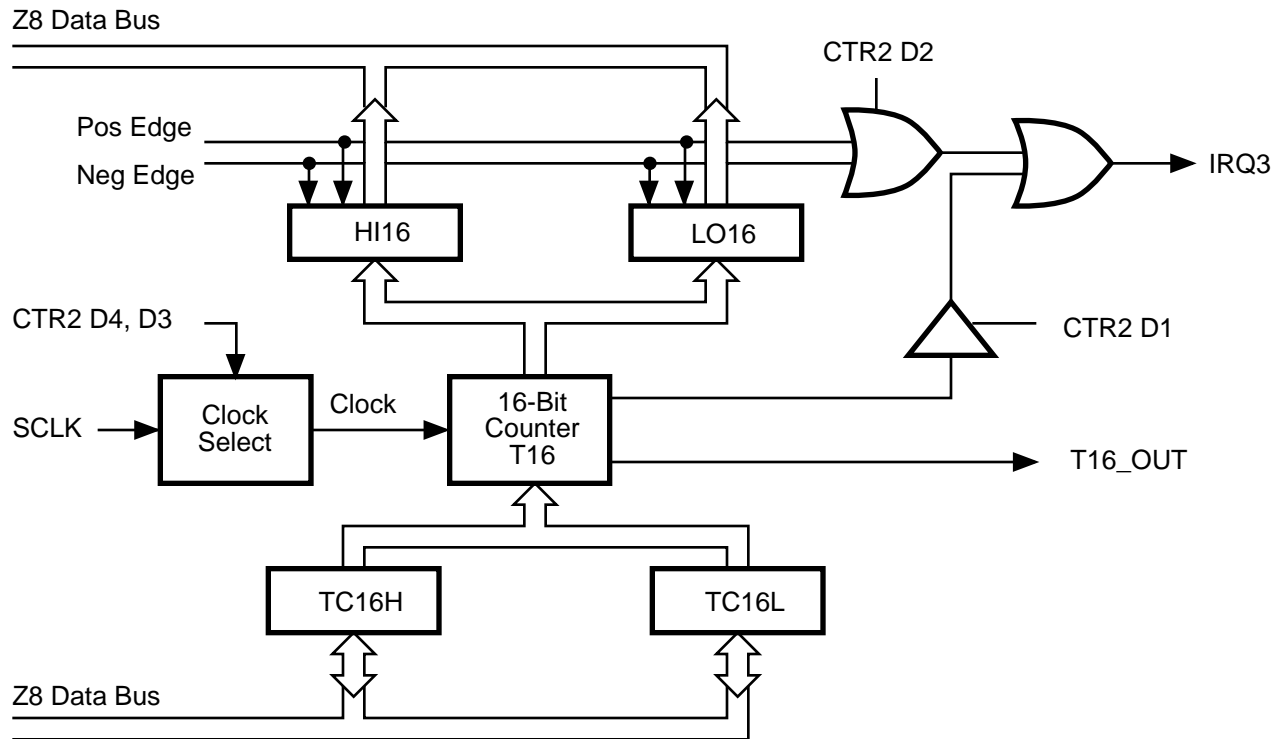 Z8 Data Bus
CTR2 D2
Pos Edge
Neg Edge
IRQ3
HI16
LO16
CTR2 D4, D3
CTR2 D1
SCLK
Clock
Select
Clock
16-Bit
Counter
T16
T16_OUT
TC16H
TC16L
Z8 Data Bus